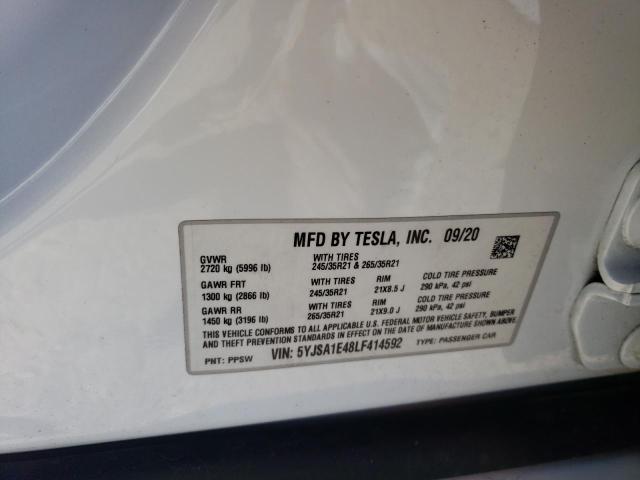 MFD BY TESLA, INC. 09/20
GVWR WITH TIRES
2720 kg (5996 lb) 245/35R21 & 265/35R21
GAWR FRT WITH TIRES RIM COLD TIRE PRESSURE
1300 kg (2866 lb) 245/35R21 21X8.5 J 290 kPa, 42 psi
GAWR RR WITH TIRES RIM COLD TIRE PRESSURE
1450 kg (3196 lb) 265/35R21 21X9.0 J 290 kPa, 42 psi
THIS VEHICLE CONFORMS TO ALL APPLICABLE U.S. FEDERAL MOTOR VEHICLE SAFETY, BUMPER
AND THEFT PREVENTION STANDARDS IN EFFECT ON THE DATE OF MANUFACTURE SHOWN ABOVE.
PNT: PPSW VIN: 5YJSA1E48LF414592 TYPE: PASSENGER CAR